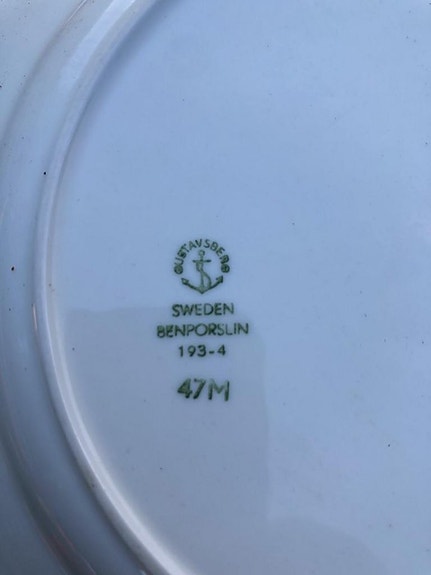 GUSTAVSBERG
S
SWEDEN
BENPORSLIN
193-4
47M